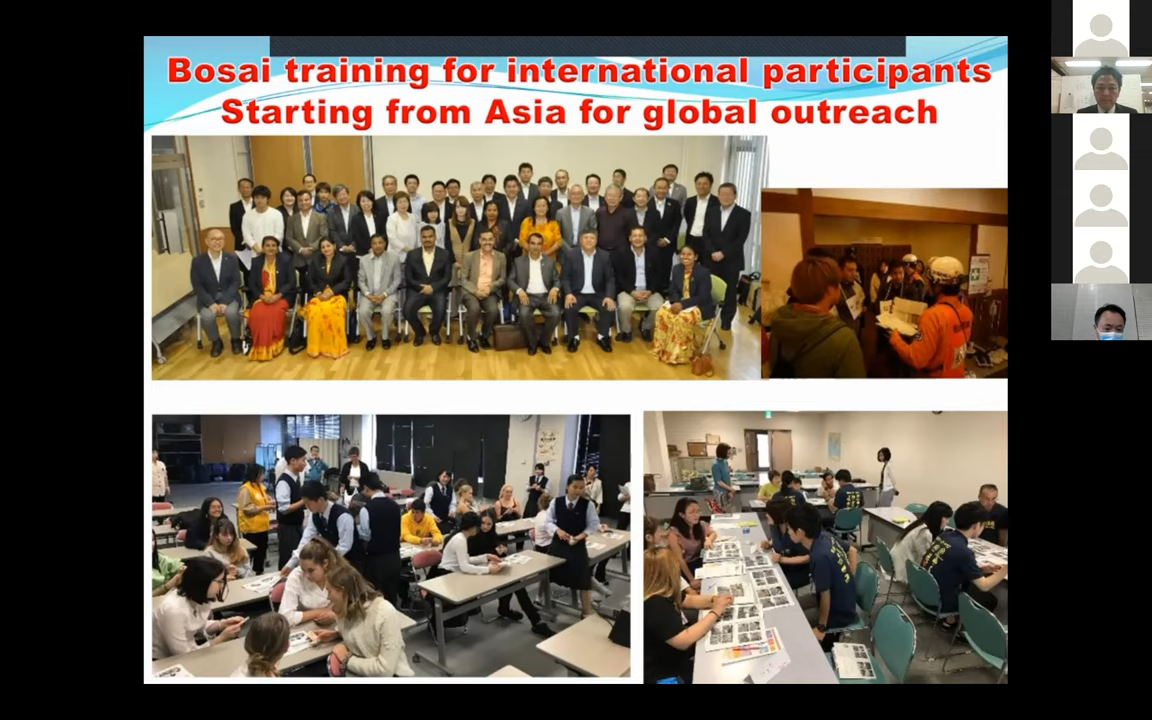 Bosai training for international participants
Starting from Asia for global outreach